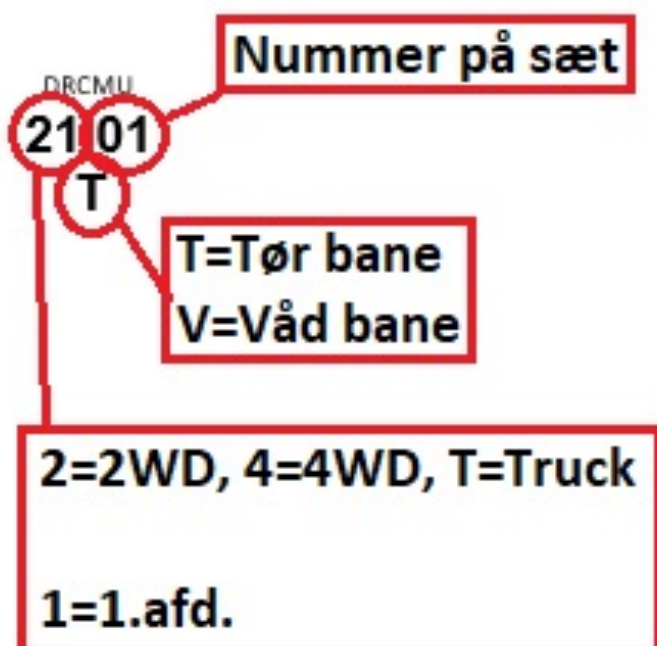 Nummer på sæt
DRCMU
21 01
T
T=Tør bane
V=Våd bane
2=2WD, 4=4WD, T=Truck
1=1.afd.